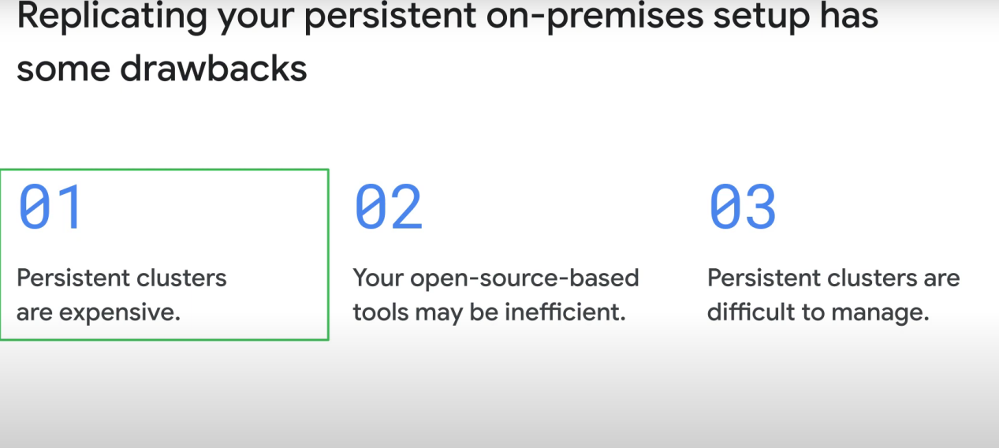 Replicating your persistent on-premises setup has
some drawbacks
01
Persistent clusters
are expensive.
02
Your open-source-based
tools may be inefficient.
03
Persistent clusters are
difficult to manage.